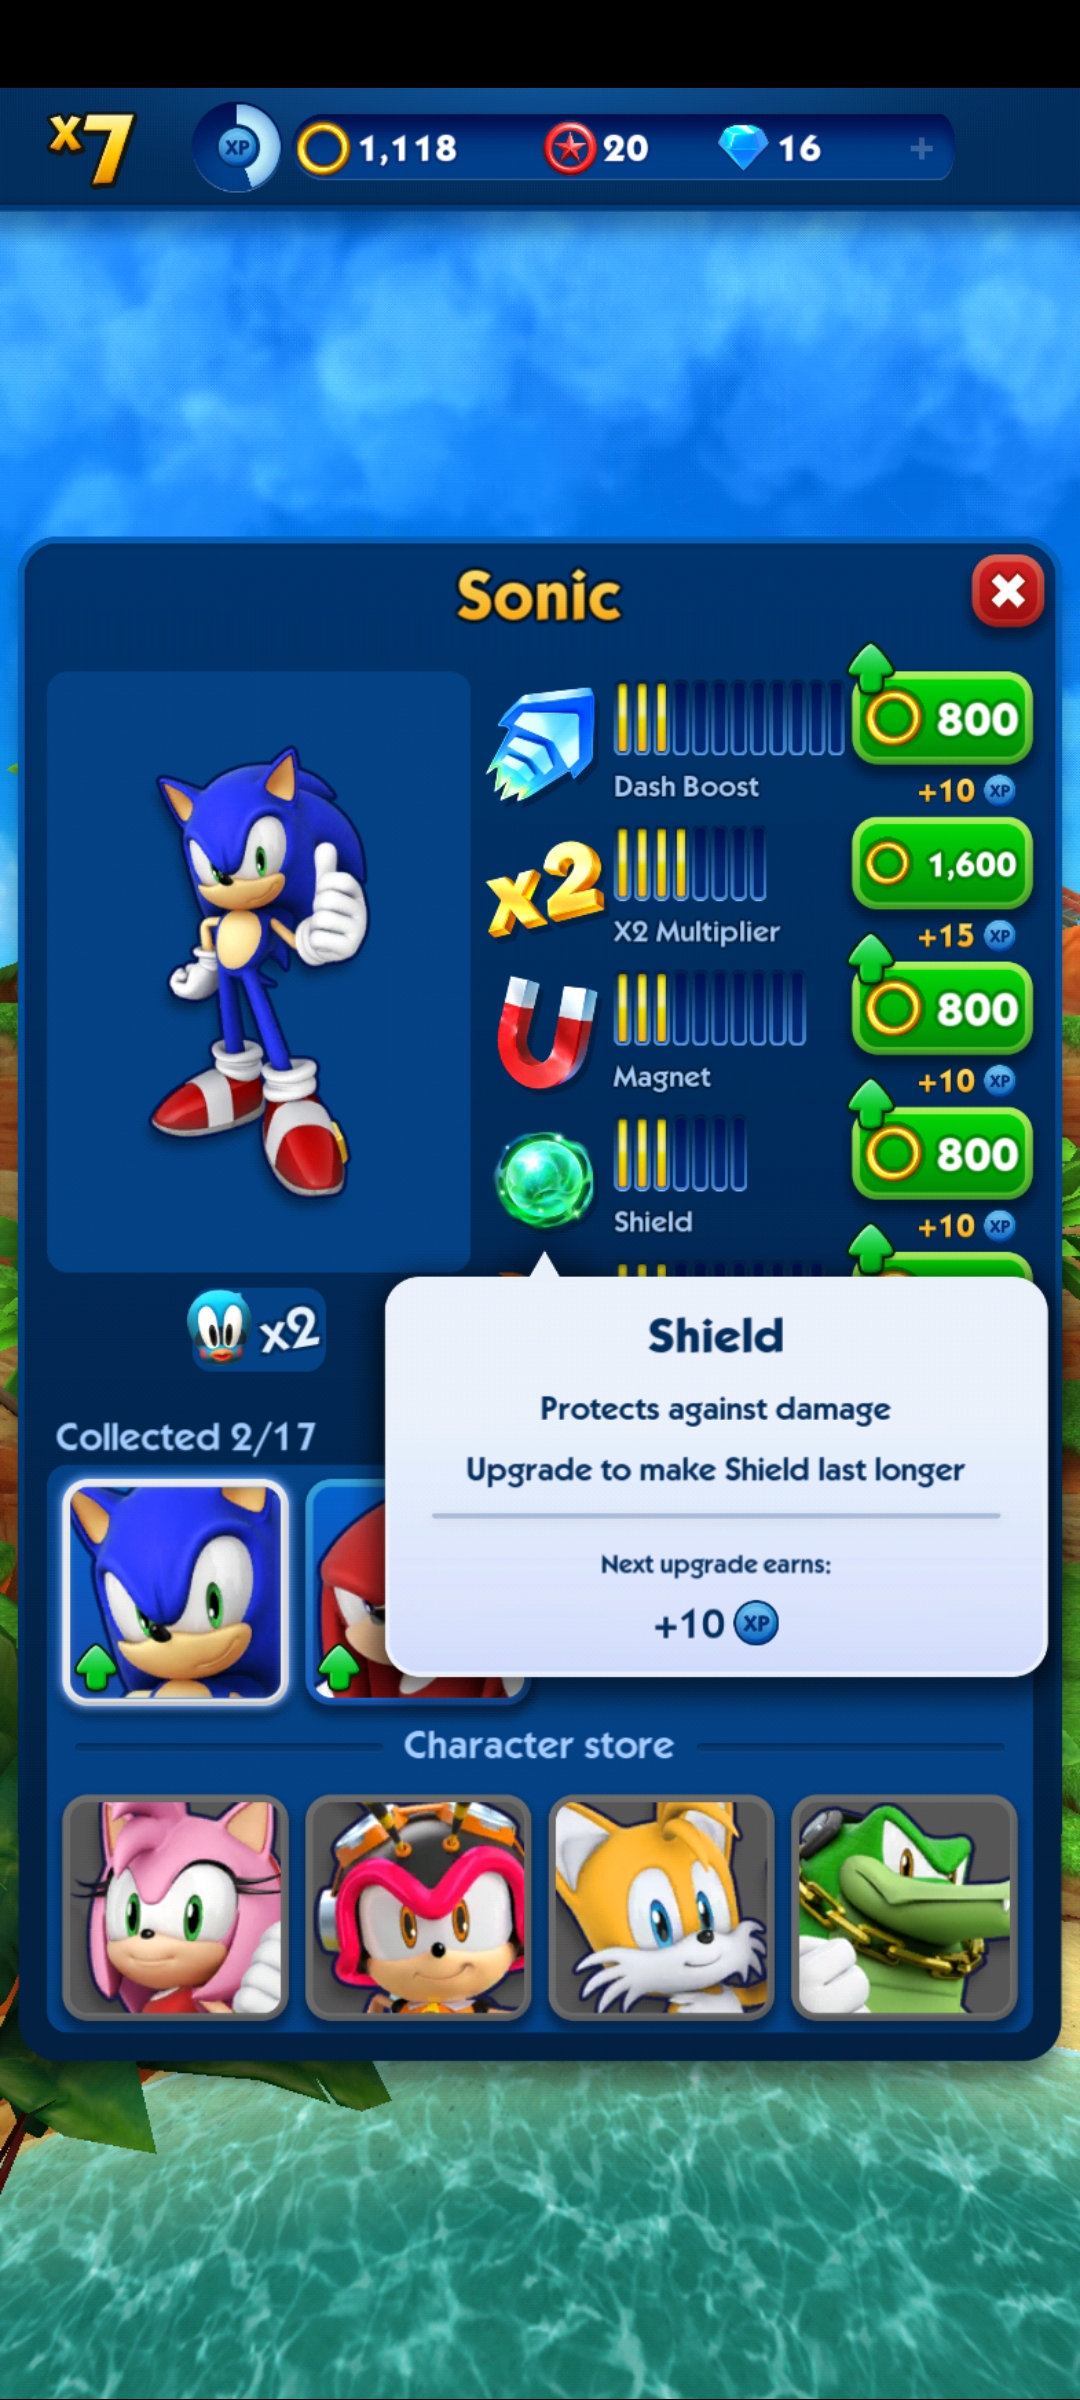 x7
XP
1,118
20
16
+
Sonic
800
Dash Boost
+10 XP
x2
1,600
X2 Multiplier
+15 XP
800
Magnet
+10 XP
800
Shield
+10 XP
x2
Shield
Protects against damage
Upgrade to make Shield last longer
Next upgrade earns:
+10 XP
Collected 2/17
Character store